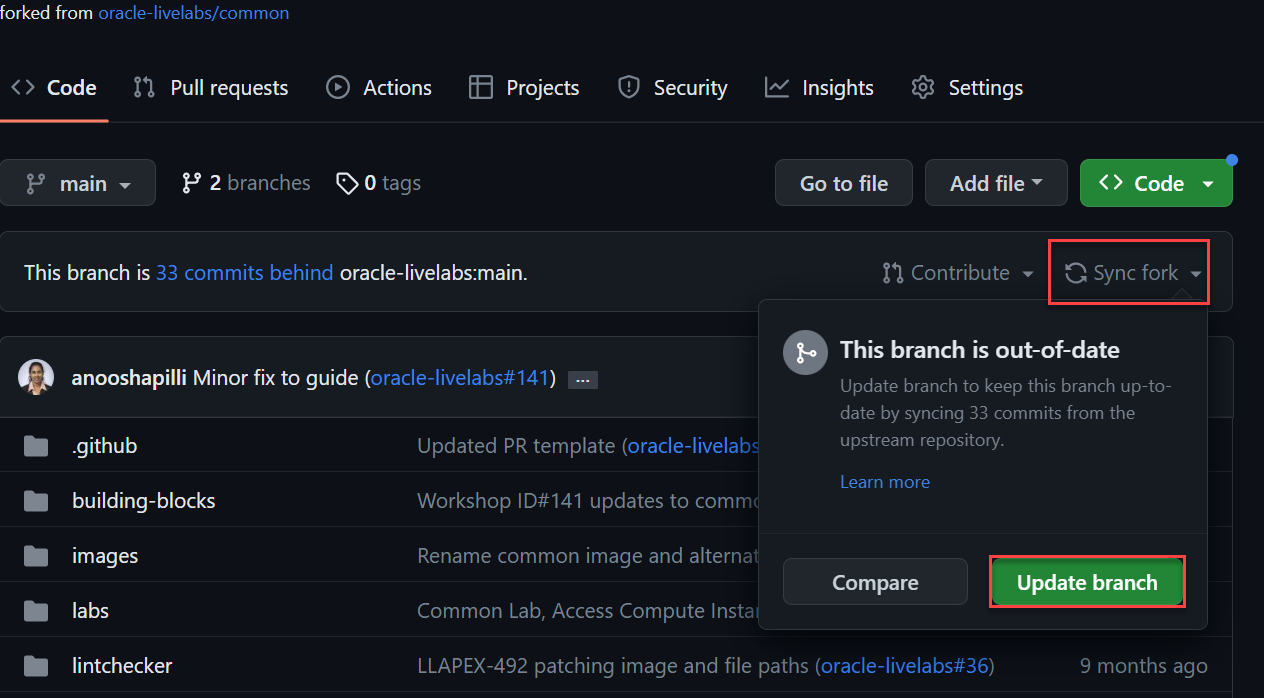 forked from oracle-livelabs/common
Code Pull requests Actions Projects Security Insights Settings
main 2 branches 0 tags Go to file Add file Code
This branch is 33 commits behind oracle-livelabs:main. Contribute Sync fork
This branch is out-of-date
Update branch to keep this branch up-to-
date by syncing 33 commits from the
upstream repository.
Learn more
Compare Update branch
anooshapilli Minor fix to guide (oracle-livelabs#141) ...
.github Updated PR template (oracle-livelabs
building-blocks Workshop ID#141 updates to commo
images Rename common image and alternat
labs Common Lab, Access Compute Instan
lintchecker LLAPEX-492 patching image and file paths (oracle-livelabs#36) 9 months ago